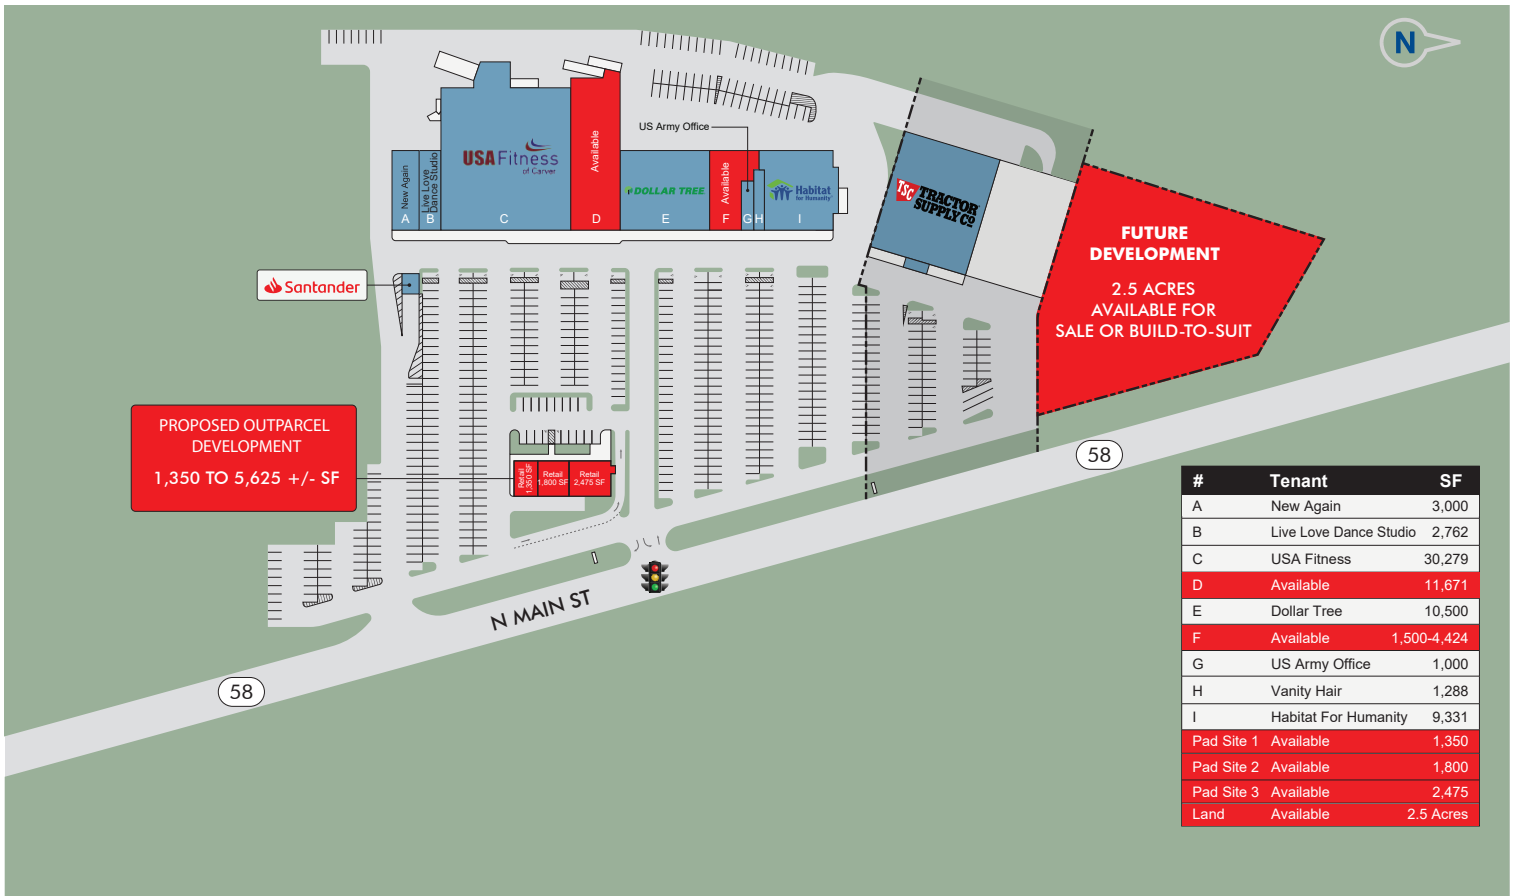 N
US Army Office
New Again
Live Love
Dance Studio
USA Fitness
of Carver
Available
DOLLAR TREE
Available
Habitat
for Humanity
A
B
C
D
E
F
G
H
I
TSC
TRACTOR
SUPPLY CO
FUTURE
DEVELOPMENT
2.5 ACRES
AVAILABLE FOR
SALE OR BUILD-TO-SUIT
Santander
PROPOSED OUTPARCEL
DEVELOPMENT
1,350 TO 5,625 +/- SF
Retail
1,350 SF
Retail
1,800 SF
Retail
2,475 SF
58
N MAIN ST
58
# Tenant SF
A New Again 3,000
B Live Love Dance Studio 2,762
C USA Fitness 30,279
D Available 11,671
E Dollar Tree 10,500
F Available 1,500-4,424
G US Army Office 1,000
H Vanity Hair 1,288
I Habitat For Humanity 9,331
Pad Site 1 Available 1,350
Pad Site 2 Available 1,800
Pad Site 3 Available 2,475
Land Available 2.5 Acres